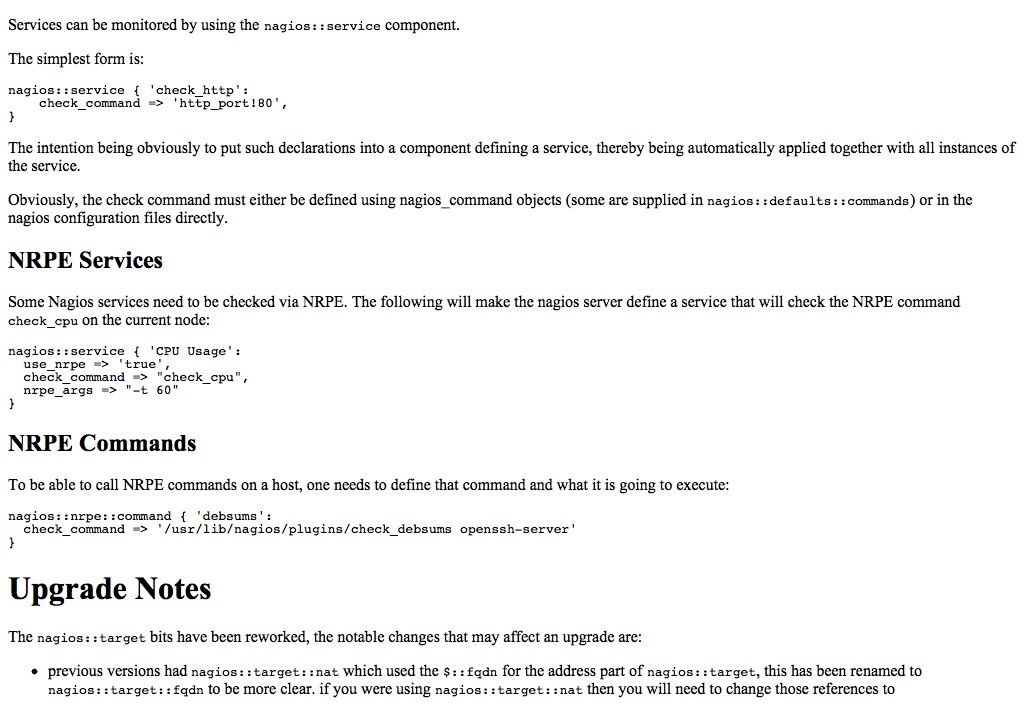 Services can be monitored by using the nagios::service component.
The simplest form is:
nagios::service { 'check_http':
    check_command => 'http_port!80',
}
The intention being obviously to put such declarations into a component defining a service, thereby being automatically applied together with all instances of
the service.
Obviously, the check command must either be defined using nagios_command objects (some are supplied in nagios::defaults::commands) or in the
nagios configuration files directly.
NRPE Services
Some Nagios services need to be checked via NRPE. The following will make the nagios server define a service that will check the NRPE command
check_cpu on the current node:
nagios::service { 'CPU Usage':
  use_nrpe => 'true',
  check_command => "check_cpu",
  nrpe_args => "-t 60"
}
NRPE Commands
To be able to call NRPE commands on a host, one needs to define that command and what it is going to execute:
nagios::nrpe::command { 'debsums':
  check_command => '/usr/lib/nagios/plugins/check_debsums openssh-server'
}
Upgrade Notes
The nagios::target bits have been reworked, the notable changes that may affect an upgrade are:
• previous versions had nagios::target::nat which used the $::fqdn for the address part of nagios::target, this has been renamed to
nagios::target::fqdn to be more clear. if you were using nagios::target::nat then you will need to change those references to